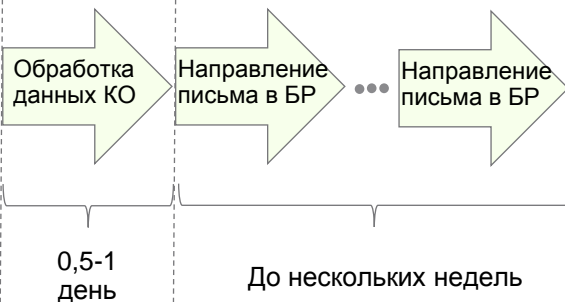 Обработка
данных КО
Направление
письма в БР
Направление
письма в БР
0,5-1
день
До нескольких недель